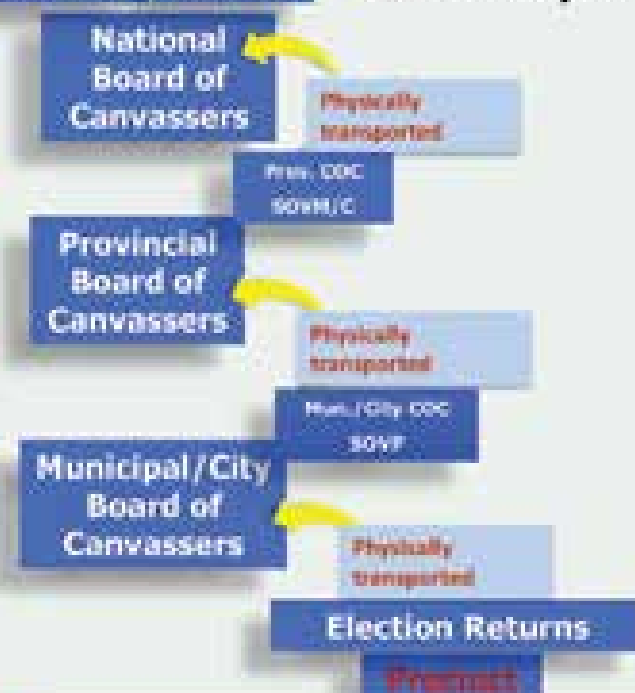 National
Board of
Canvassers
Physically
transported
Prov. COC
SOVM/C
Provincial
Board of
Canvassers
Physically
transported
Mun./City COC
SOVP
Municipal/City
Board of
Canvassers
Physically
transported
Election Returns
Precinct